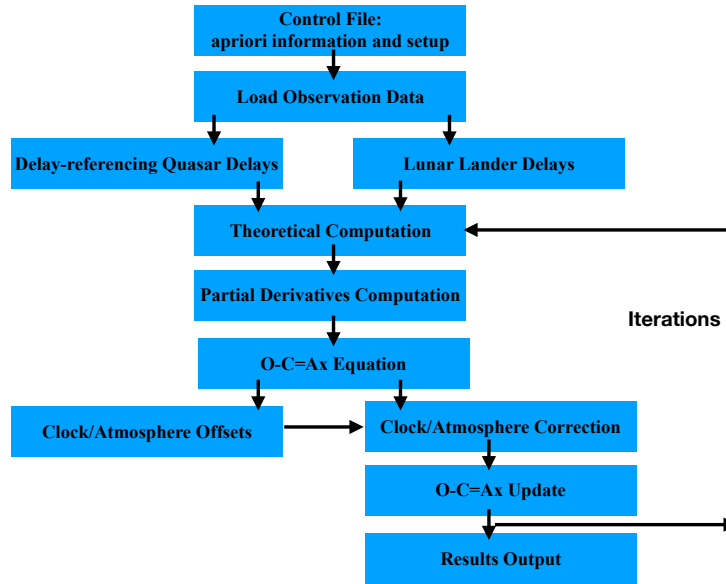 Control File:
apriori information and setup
Load Observation Data
Delay-referencing Quasar Delays
Lunar Lander Delays
Theoretical Computation
Partial Derivatives Computation
Iterations
O-C=Ax Equation
Clock/Atmosphere Offsets
Clock/Atmosphere Correction
O-C=Ax Update
Results Output